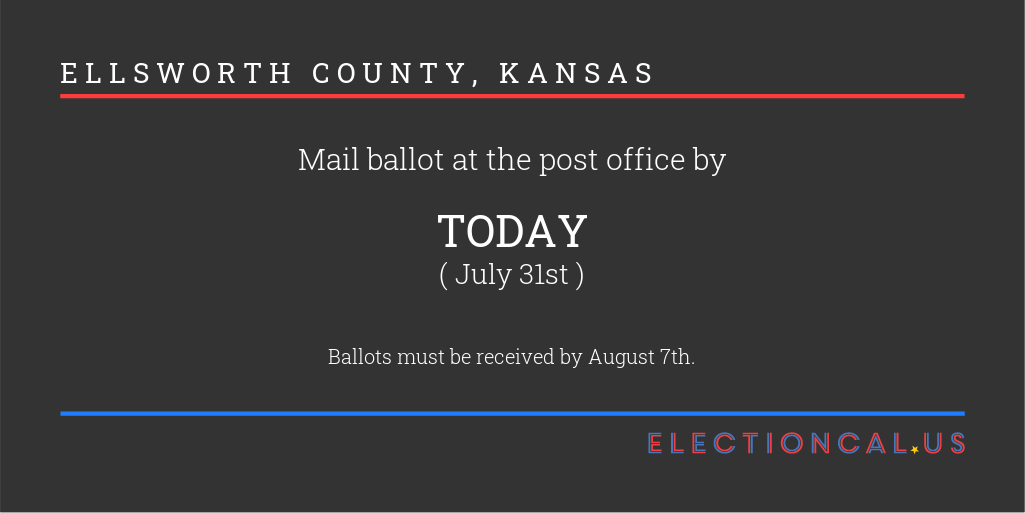 ELLSWORTH COUNTY, KANSAS
Mail ballot at the post office by
TODAY
( July 31st )
Ballots must be received by August 7th.
ELECTIONCAL.US